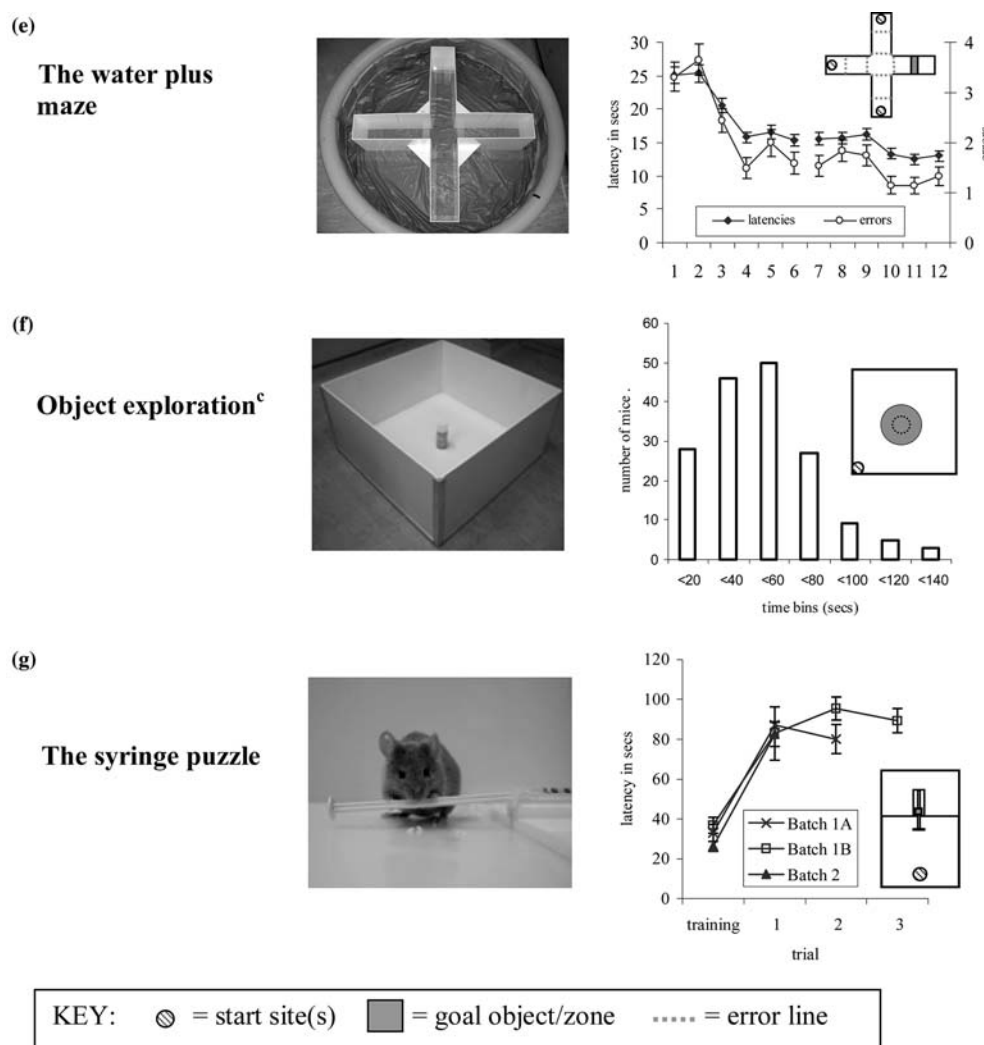 (e)
The water plus
maze
30
25
20
15
10
5
0
latency in secs
4
3
2
1
0
errors
latencies
errors
1 2 3 4 5 6 7 8 9 10 11 12
(f)
Object exploration^c
60
50
40
30
20
10
0
number of mice .
<20 <40 <60 <80 <100 <120 <140
time bins (secs)
(g)
The syringe puzzle
120
100
80
60
40
20
0
latency in secs
Batch 1A
Batch 1B
Batch 2
training 1 2 3
trial
KEY: = start site(s) = goal object/zone = error line